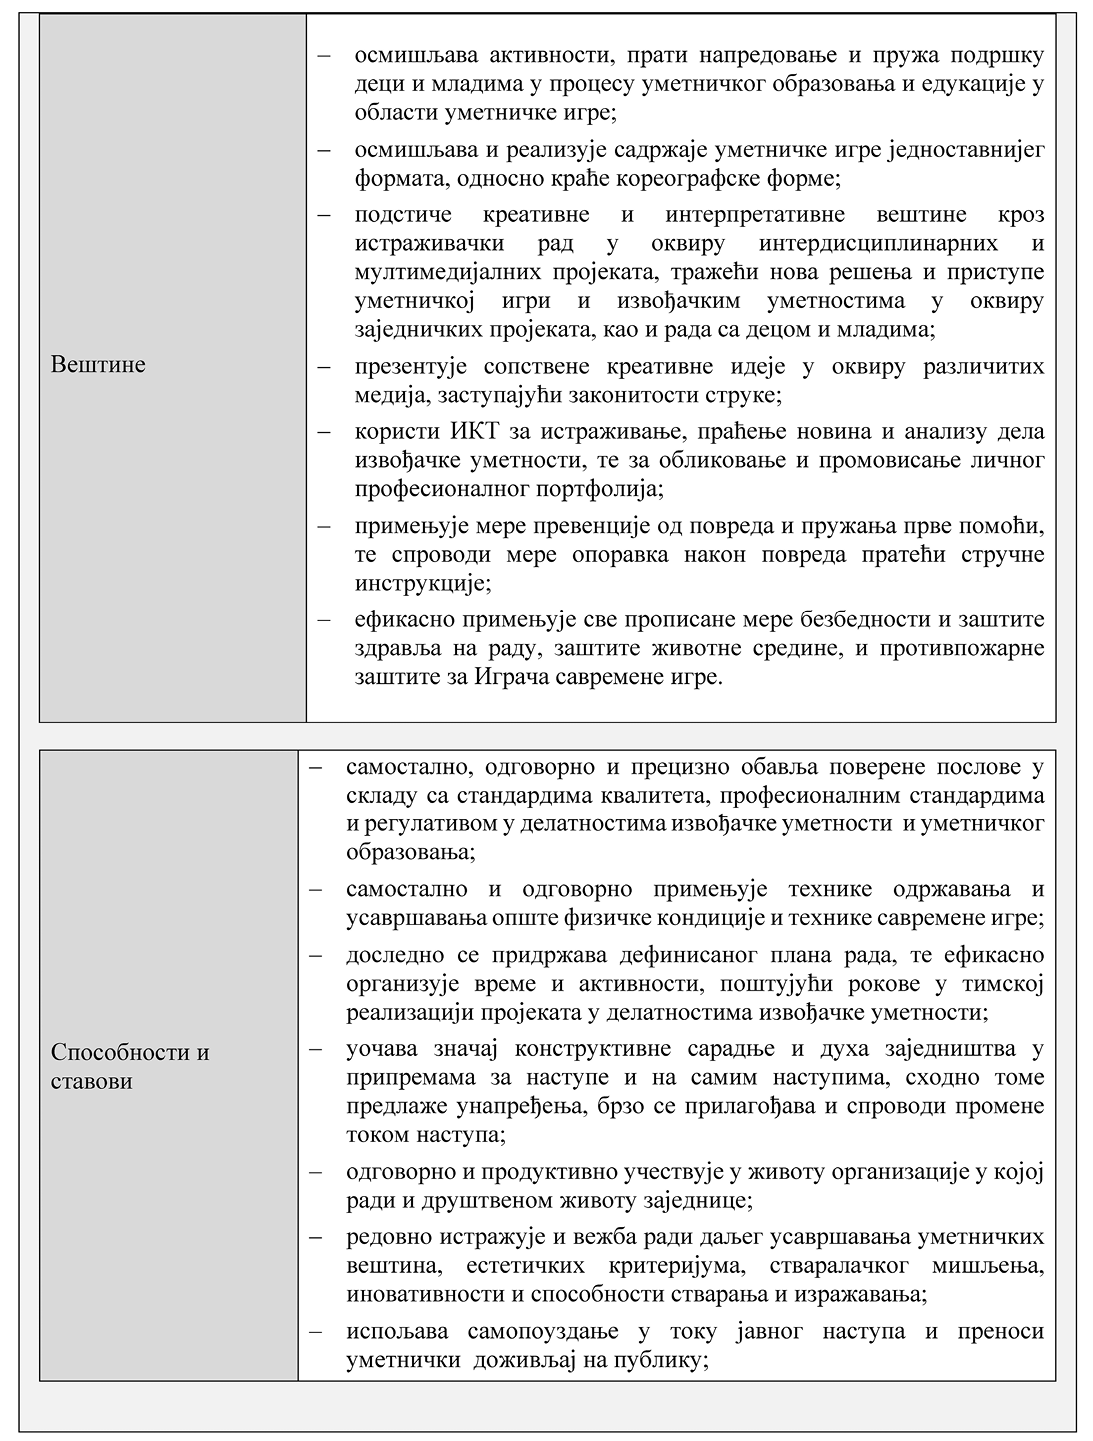 – осмишљава активности, прати напредовање и пружа подршку
деци и младима у процесу уметничког образовања и едукације у
области уметничке игре;
– осмишљава и реализује садржаје уметничке игре једноставнијег
формата, односно краће кореографске форме;
– подстиче креативне и интерпретативне вештине кроз
истраживачки рад у оквиру интердисциплинарних и
мултимедијалних пројеката, тражећи нова решења и приступе
уметничкој игри и извођачким уметностима у оквиру
заједничких пројеката, као и рада са децом и младима;
Вештине
– презентује сопствене креативне идеје у оквиру различитих
медија, заступајући законитости струке;
– користи ИКТ за истраживање, праћење новина и анализу дела
извођачке уметности, те за обликовање и промовисање личног
професионалног портфолија;
– примењује мере превенције од повреда и пружања прве помоћи,
те спроводи мере опоравка након повреда пратећи стручне
инструкције;
– ефикасно примењује све прописане мере безбедности и заштите
здравља на раду, заштите животне средине, и противпожарне
заштите за Играча савремене игре.
– самостално, одговорно и прецизно обавља поверене послове у
складу са стандардима квалитета, професионалним стандардима
и регулативом у делатностима извођачке уметности и уметничког
образовања;
– самостално и одговорно примењује технике одржавања и
усавршавања опште физичке кондиције и технике савремене игре;
– доследно се придржава дефинисаног плана рада, те ефикасно
организује време и активности, поштујући рокове у тимској
реализацији пројеката у делатностима извођачке уметности;
Способности и
ставови
– уочава значај конструктивне сарадње и духа заједништва у
припремама за наступе и на самим наступима, сходно томе
предлаже унапређења, брзо се прилагођава и спроводи промене
током наступа;
– одговорно и продуктивно учествује у животу организације у којој
ради и друштвеном животу заједнице;
– редовно истражује и вежба ради даљег усавршавања уметничких
вештина, естетичких критеријума, стваралачког мишљења,
иновативности и способности стварања и изражавања;
– испољава самопоуздање у току јавног наступа и преноси
уметнички доживљај на публику;